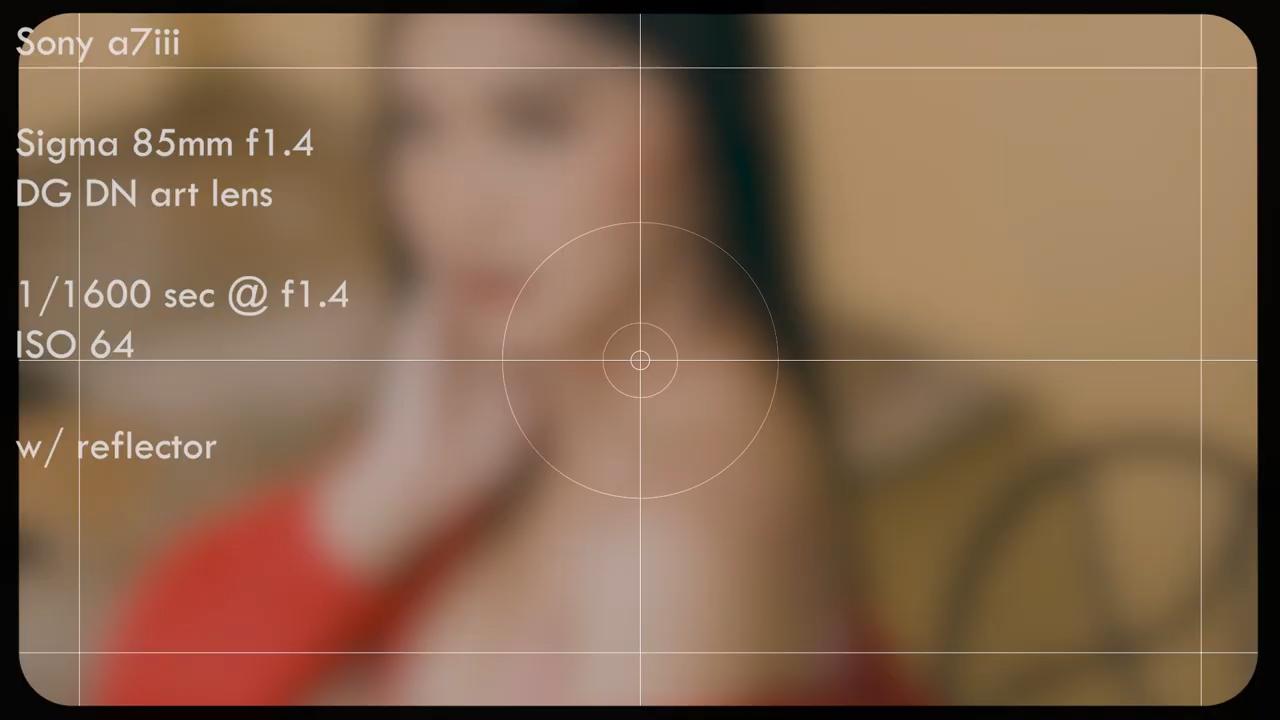 Sony a7iii
Sigma 85mm f1.4
DG DN art lens
1/1600 sec @ f1.4
ISO 64
w/ reflector